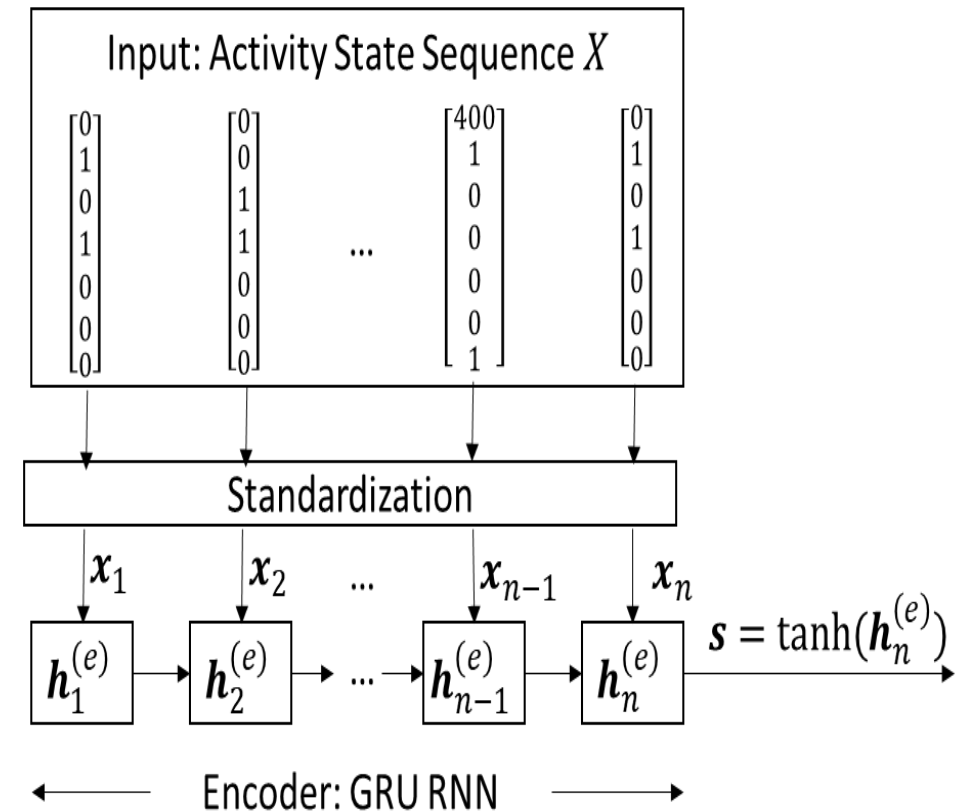 Input: Activity State Sequence X
[0 1 0 1 0 0 0] [0 0 1 1 0 0 0] ... [400 1 0 0 0 0 1] [0 1 0 1 0 0 0]
Standardization
x₁ x₂ ... xₙ₋₁ xₙ
h₁⁽ᵉ⁾ h₂⁽ᵉ⁾ ... hₙ₋₁⁽ᵉ⁾ hₙ⁽ᵉ⁾ s = tanh(hₙ⁽ᵉ⁾)
Encoder: GRU RNN